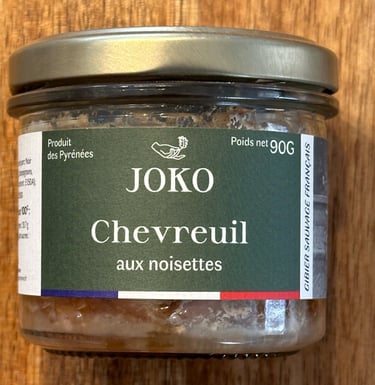 Produit
des Pyrénées
Poids net 90G
JOKO
Chevreuil
aux noisettes
GIBIER SAUVAGE FRANÇAIS